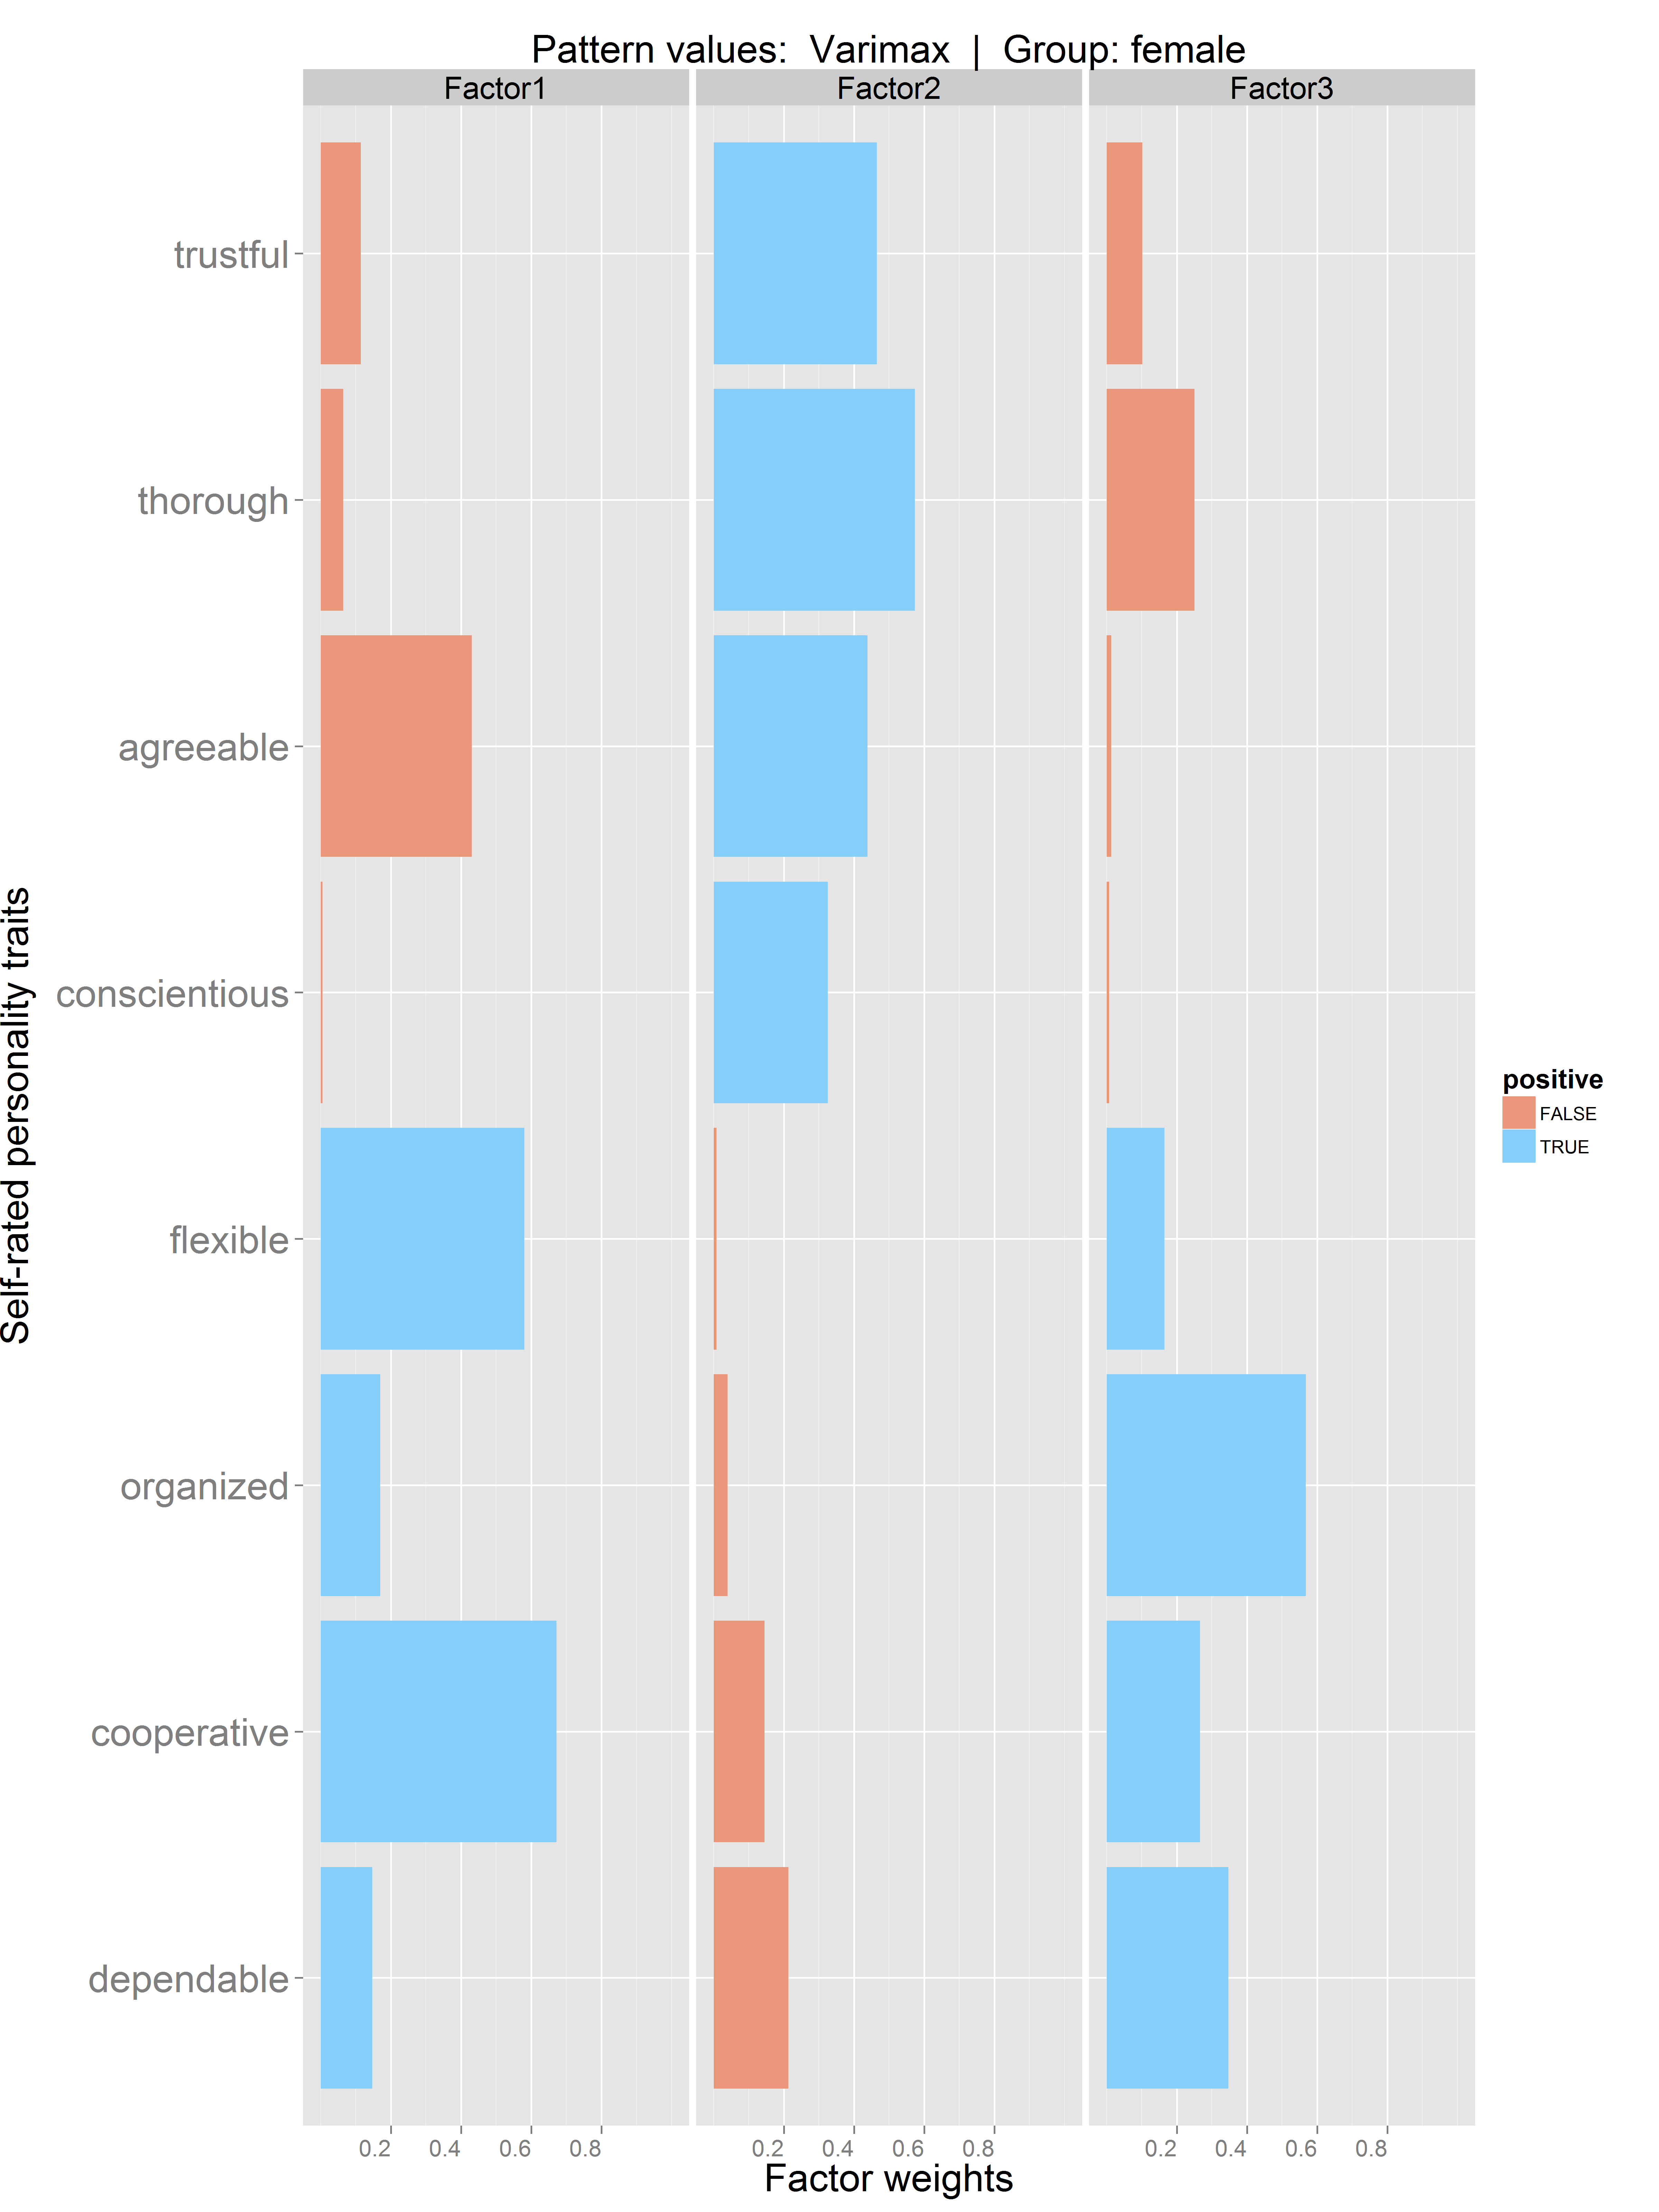 Pattern values:  Varimax  |  Group: female
Factor1 Factor2 Factor3
Self-rated personality traits
trustful
thorough
agreeable
conscientious
flexible
organized
cooperative
dependable
positive
FALSE
TRUE
0.2 0.4 0.6 0.8 0.2 0.4 0.6 0.8 0.2 0.4 0.6 0.8
Factor weights